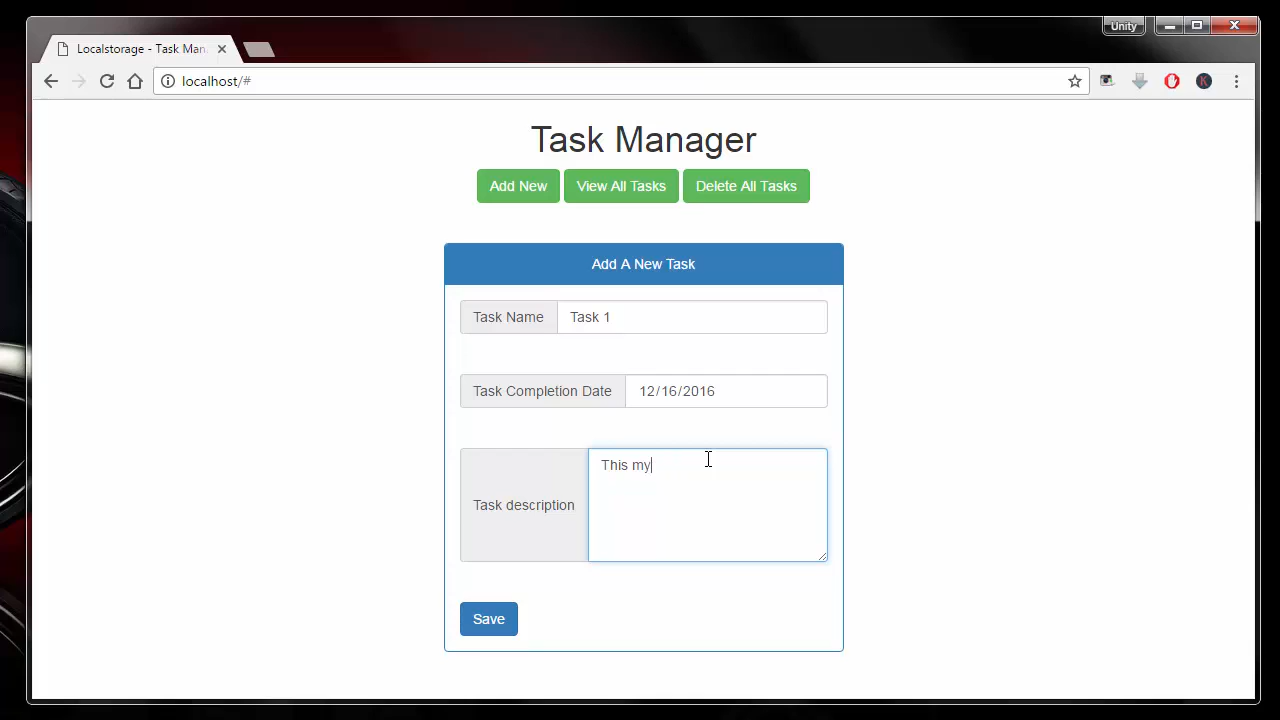 Unity
Localstorage - Task Man
localhost/#
Task Manager
Add New View All Tasks Delete All Tasks
Add A New Task
Task Name Task 1
Task Completion Date 12/16/2016
Task description This my
Save